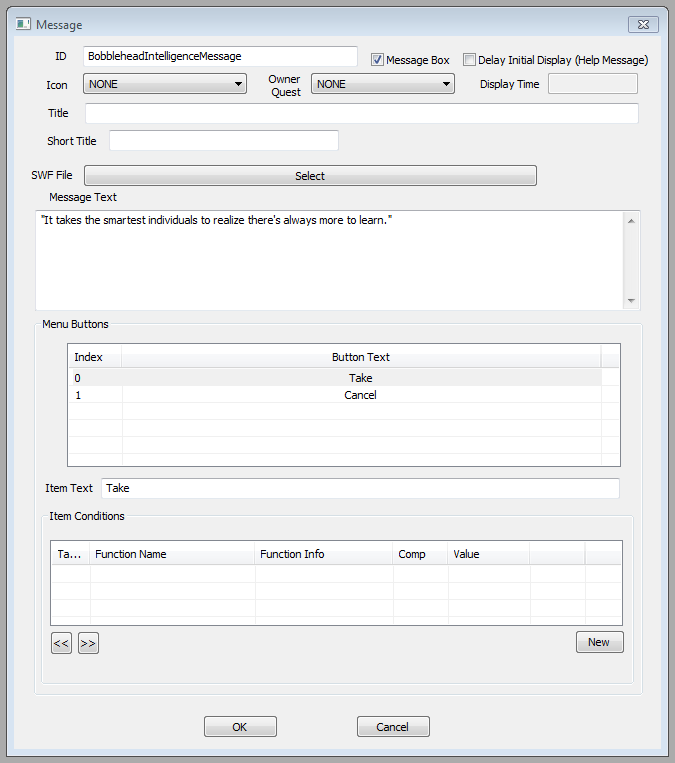 Message
ID BobbleheadIntelligenceMessage Message Box Delay Initial Display (Help Message)
Icon NONE Owner Quest NONE Display Time
Title
Short Title
SWF File Select
Message Text
"It takes the smartest individuals to realize there's always more to learn."
Menu Buttons
Index Button Text
0 Take
1 Cancel
Item Text Take
Item Conditions
Ta... Function Name Function Info Comp Value
<< >> New
OK Cancel